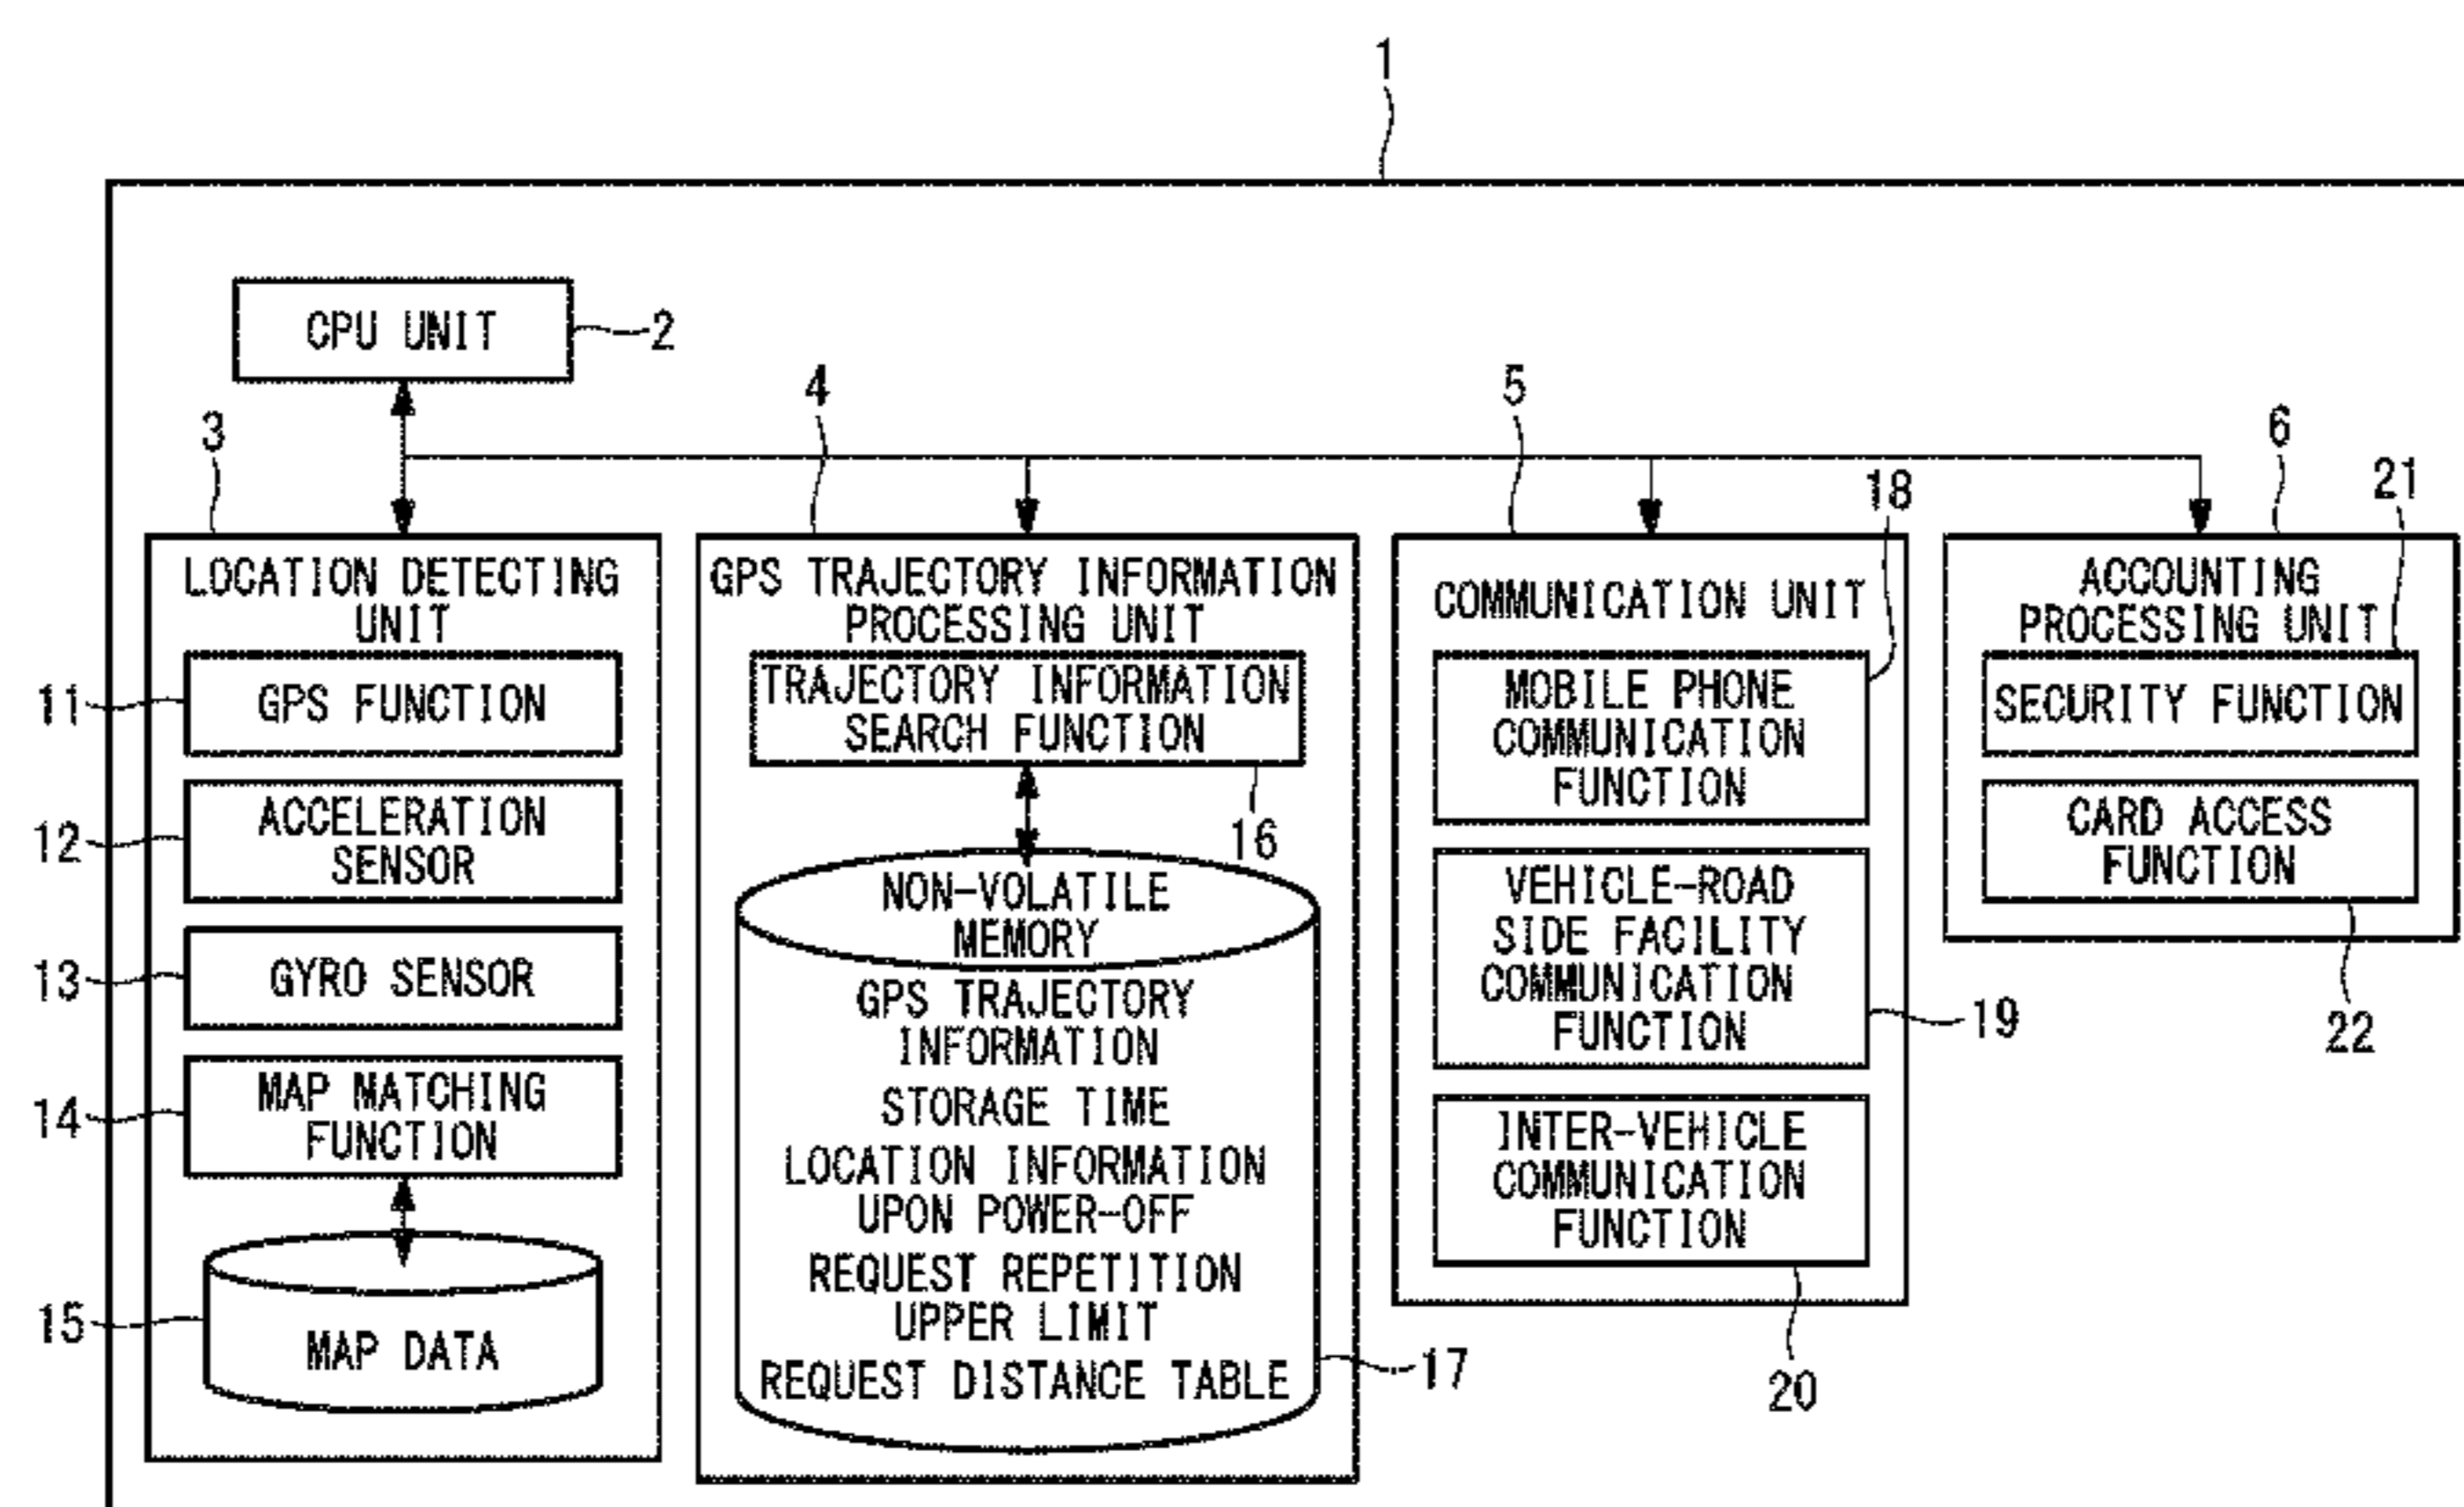 1
CPU UNIT
2
3
4
5
6
LOCATION DETECTING
UNIT
11
GPS FUNCTION
12
ACCELERATION
SENSOR
13
GYRO SENSOR
14
MAP MATCHING
FUNCTION
15
MAP DATA
GPS TRAJECTORY INFORMATION
PROCESSING UNIT
TRAJECTORY INFORMATION
SEARCH FUNCTION
16
NON-VOLATILE
MEMORY
GPS TRAJECTORY
INFORMATION
STORAGE TIME
LOCATION INFORMATION
UPON POWER-OFF
REQUEST REPETITION
UPPER LIMIT
REQUEST DISTANCE TABLE
17
COMMUNICATION UNIT
18
MOBILE PHONE
COMMUNICATION
FUNCTION
VEHICLE-ROAD
SIDE FACILITY
COMMUNICATION
FUNCTION
19
INTER-VEHICLE
COMMUNICATION
FUNCTION
20
ACCOUNTING
PROCESSING UNIT
21
SECURITY FUNCTION
CARD ACCESS
FUNCTION
22